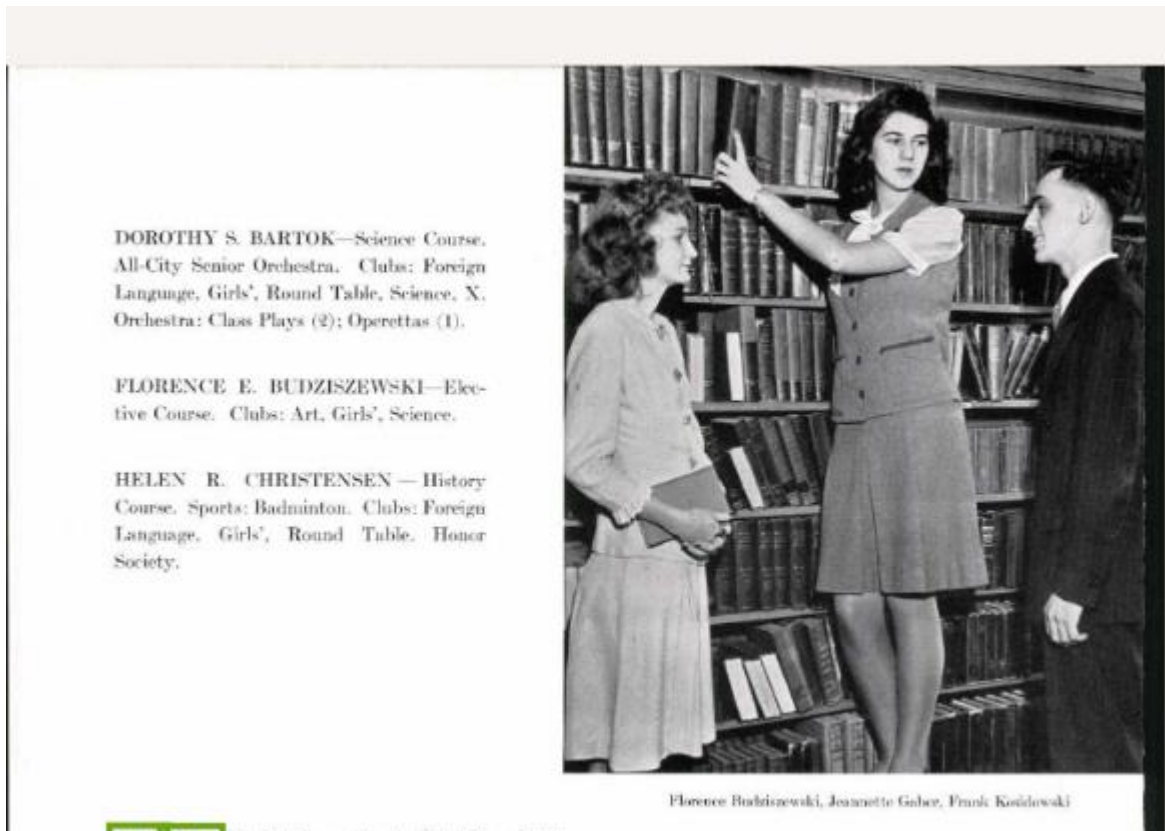 DOROTHY S. BARTOK—Science Course.
All-City Senior Orchestra. Clubs: Foreign
Language, Girls', Round Table, Science, X.
Orchestra: Class Plays (2); Operettas (1).
FLORENCE E. BUDZISZEWSKI—Elec-
tive Course. Clubs: Art, Girls', Science.
HELEN R. CHRISTENSEN — History
Course. Sports: Badminton. Clubs: Foreign
Language, Girls', Round Table. Honor
Society.
Florence Budziszewski, Jeannette Gaber, Frank Kosidowski